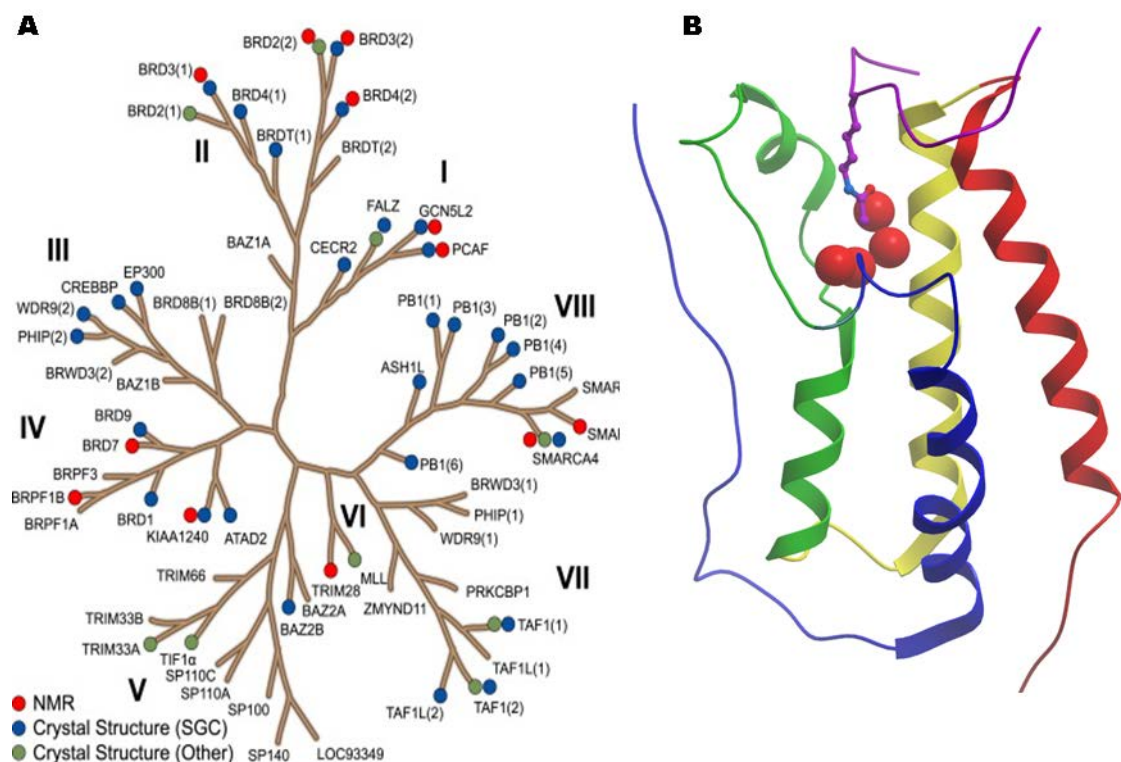 A
B
BRD2(2)
BRD3(2)
BRD3(1)
BRD4(1)
BRD4(2)
BRD2(1)
BRDT(1)
BRDT(2)
II
I
FALZ
GCN5L2
CECR2
PCAF
BAZ1A
III
EP300
CREBBP
WDR9(2)
BRD8B(1)
BRD8B(2)
PHIP(2)
BRWD3(2)
BAZ1B
PB1(1)
PB1(3)
VIII
PB1(2)
PB1(4)
ASH1L
PB1(5)
SMAR
SMAI
SMARCA4
IV
BRD9
BRD7
BRPF3
BRPF1B
BRPF1A
BRD1
KIAA1240
ATAD2
PB1(6)
BRWD3(1)
PHIP(1)
WDR9(1)
VI
MLL
TRIM28
ZMYND11
VII
PRKCBP1
TRIM66
BAZ2A
BAZ2B
TRIM33B
TRIM33A
TIF1α
SP110C
SP110A
SP100
V
TAF1(1)
TAF1L(1)
TAF1(2)
TAF1L(2)
SP140
LOC93349
NMR
Crystal Structure (SGC)
Crystal Structure (Other)